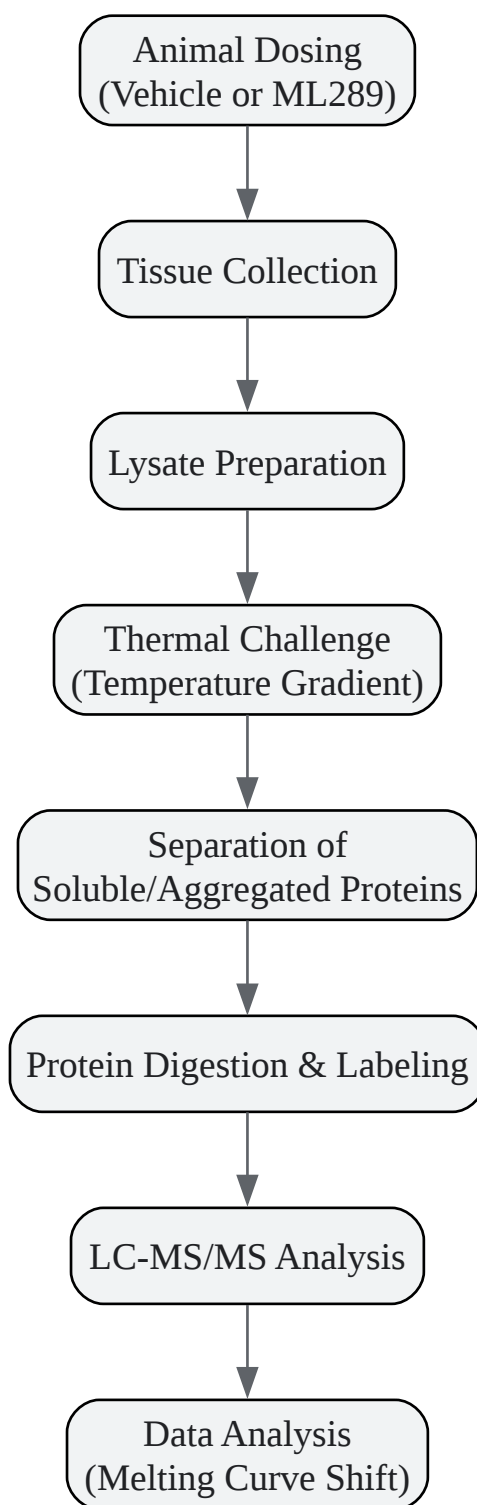 Animal Dosing
(Vehicle or ML289)
Tissue Collection
Lysate Preparation
Thermal Challenge
(Temperature Gradient)
Separation of
Soluble/Aggregated Proteins
Protein Digestion & Labeling
LC-MS/MS Analysis
Data Analysis
(Melting Curve Shift)